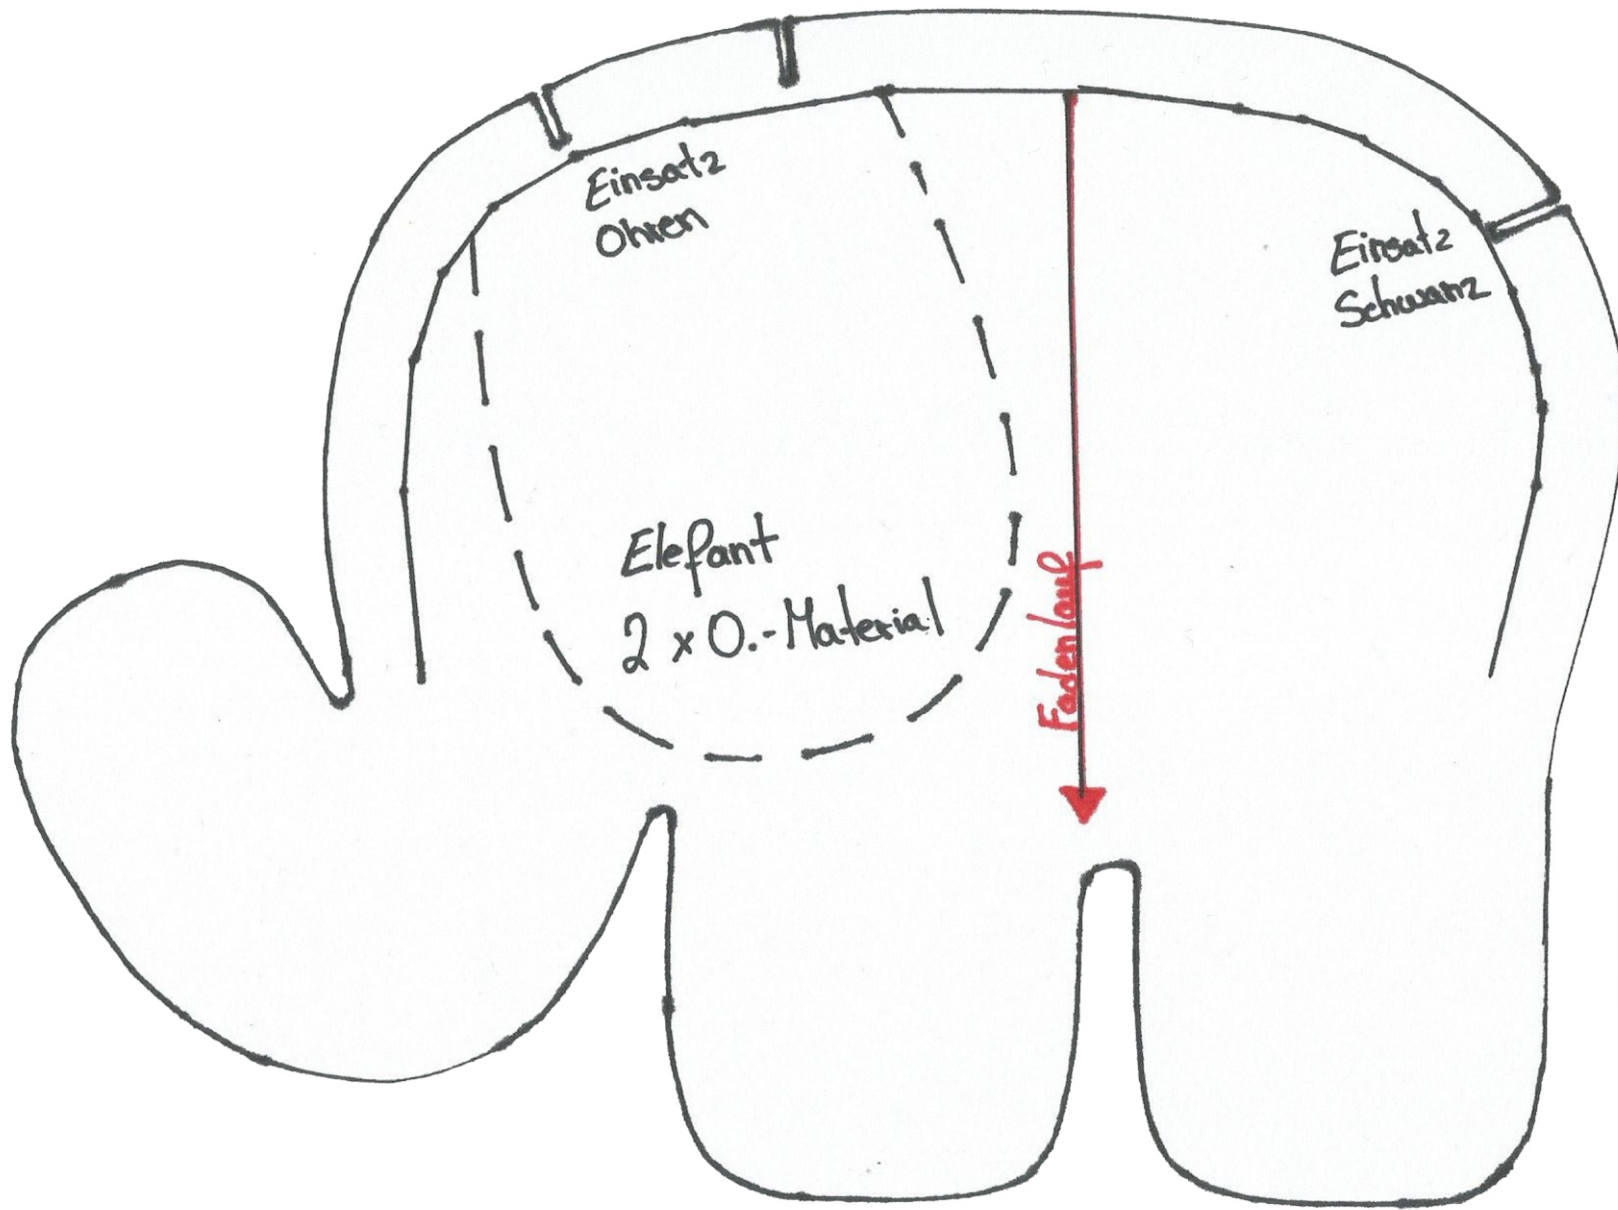 Einsatz
Ohren
Einsatz
Schwanz
Elefant
2 x O.-Material
Fadenlauf